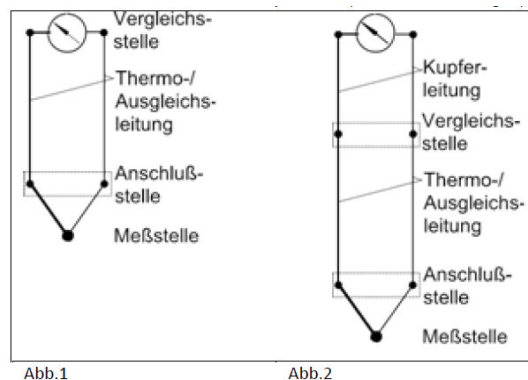 Vergleichs-
stelle
Thermo-/
Ausgleichs-
leitung
Anschluß-
stelle
Meßstelle
Kupfer-
leitung
Vergleichs-
stelle
Thermo-/
Ausgleichs-
leitung
Anschluß-
stelle
Meßstelle
Abb.1
Abb.2